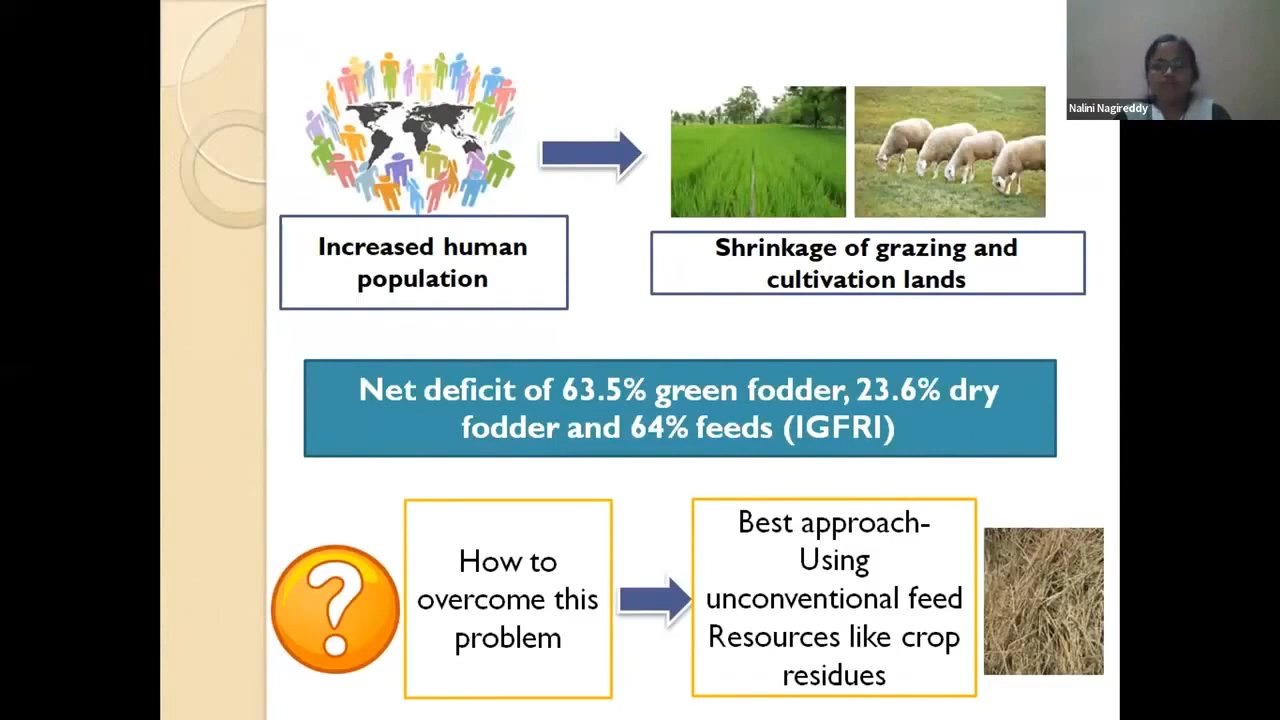 Nalini Nagireddy
Increased human
population
Shrinkage of grazing and
cultivation lands
Net deficit of 63.5% green fodder, 23.6% dry
fodder and 64% feeds (IGFRI)
How to
overcome this
problem
Best approach-
Using
unconventional feed
Resources like crop
residues